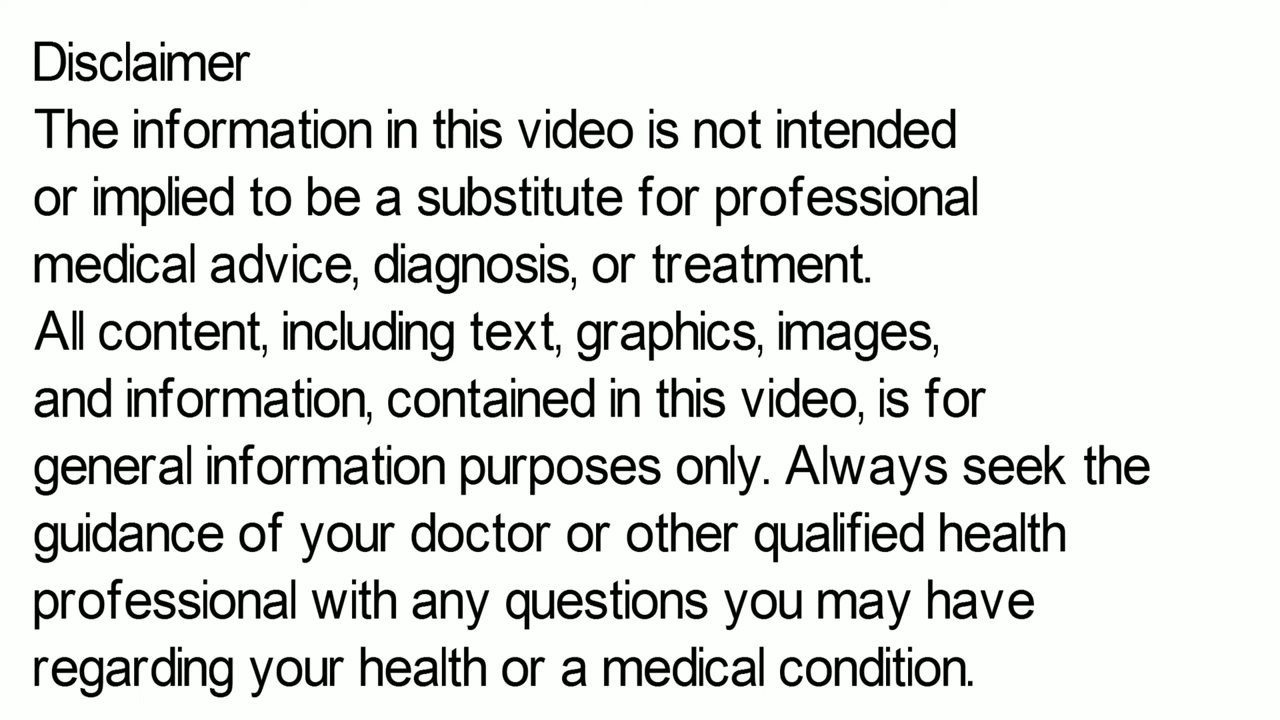 Disclaimer
The information in this video is not intended
or implied to be a substitute for professional
medical advice, diagnosis, or treatment.
All content, including text, graphics, images,
and information, contained in this video, is for
general information purposes only. Always seek the
guidance of your doctor or other qualified health
professional with any questions you may have
regarding your health or a medical condition.